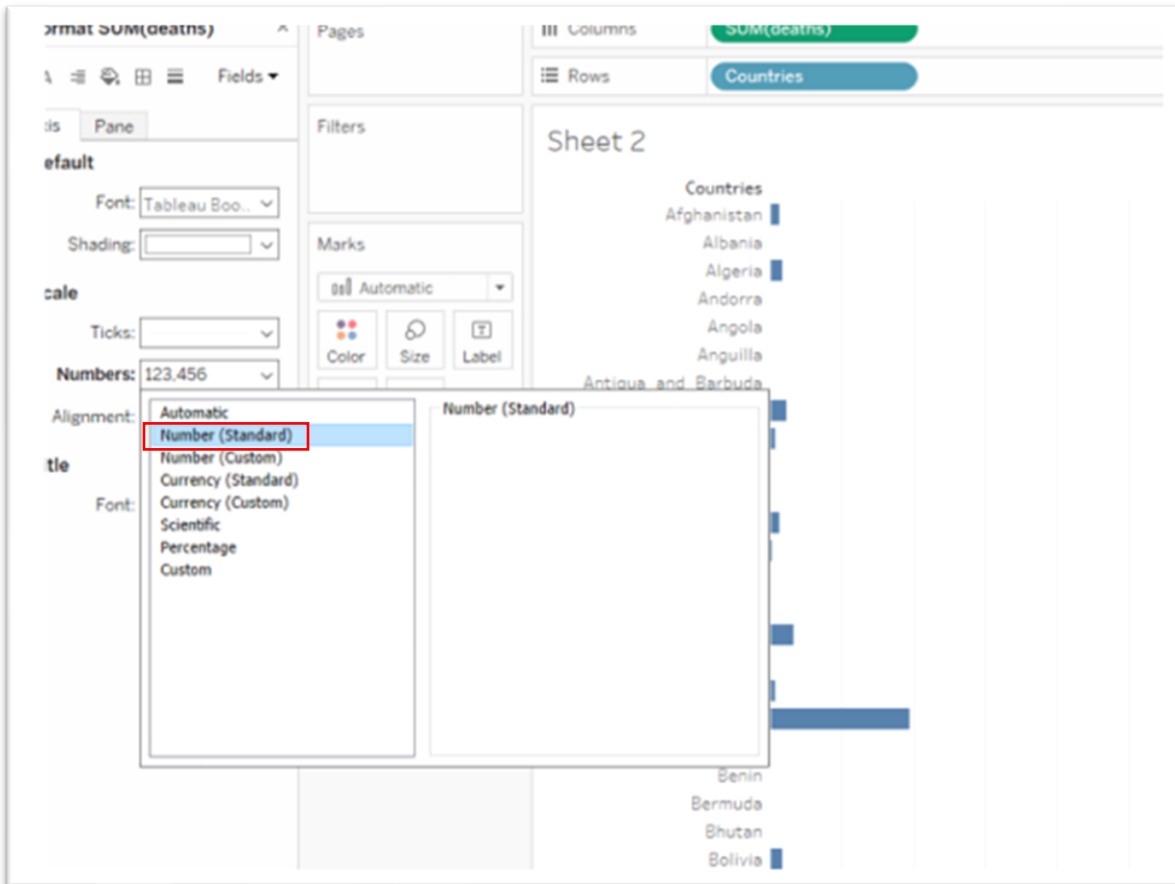 ormat SUM(deaths)
Fields
is
Pane
efault
Font: Tableau Boo..
Shading:
cale
Ticks:
Numbers: 123,456
Alignment:
tle
Font:
Automatic
Number (Standard)
Number (Custom)
Currency (Standard)
Currency (Custom)
Scientific
Percentage
Custom
Number (Standard)
Pages
Filters
Marks
Automatic
Color
Size
Label
Columns
SUM(deaths)
Rows
Countries
Sheet 2
Countries
Afghanistan
Albania
Algeria
Andorra
Angola
Anguilla
Antigua and Barbuda
Benin
Bermuda
Bhutan
Bolivia